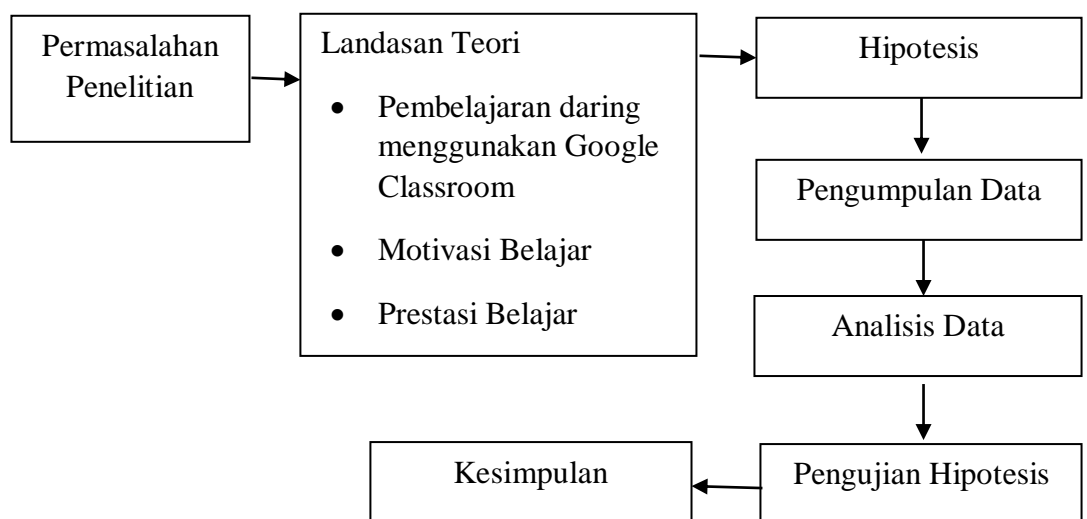 Permasalahan
Penelitian
Landasan Teori
• Pembelajaran daring
menggunakan Google
Classroom
• Motivasi Belajar
• Prestasi Belajar
Hipotesis
Pengumpulan Data
Analisis Data
Pengujian Hipotesis
Kesimpulan